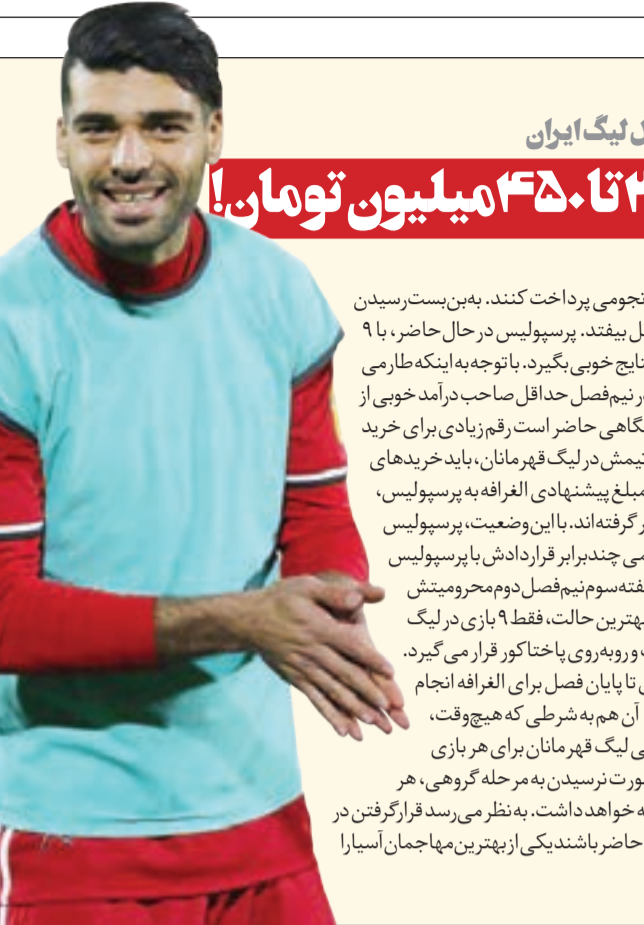 ل لیگ ایران
تا ۴۵۰ میلیون تومان!
نجومی پرداخت کنند. به‌بن‌بست‌رسیدن
ل بیفتد. پرسپولیس در حال حاضر، با ۹
نایج خوبی بگیرد. با توجه به اینکه طارمی
ر نیم‌فصل حداقل صاحب درآمد خوبی از
گاهی حاضر است رقم زیادی برای خرید
تیمش در لیگ قهرمانان، باید خریدهای
مبلغ پیشنهادی الغرافه به پرسپولیس،
ر گرفته‌اند. با این وضعیت، پرسپولیس
می چندبرابر قراردادش با پرسپولیس
فته سوم نیم‌فصل دوم محرومیتش
بهترین حالت، فقط ۹ بازی در لیگ
و روبه‌روی پاختاکور قرار می‌گیرد.
تا پایان فصل برای الغرافه انجام
آن هم به شرطی که هیچ‌وقت،
ی لیگ قهرمانان برای هر بازی
ورت نرسیدن به مرحله گروهی، هر
ه خواهد داشت. به‌نظر می‌رسد قرارگرفتن در
حاضر باشند یکی از بهترین مهاجمان آسیا را